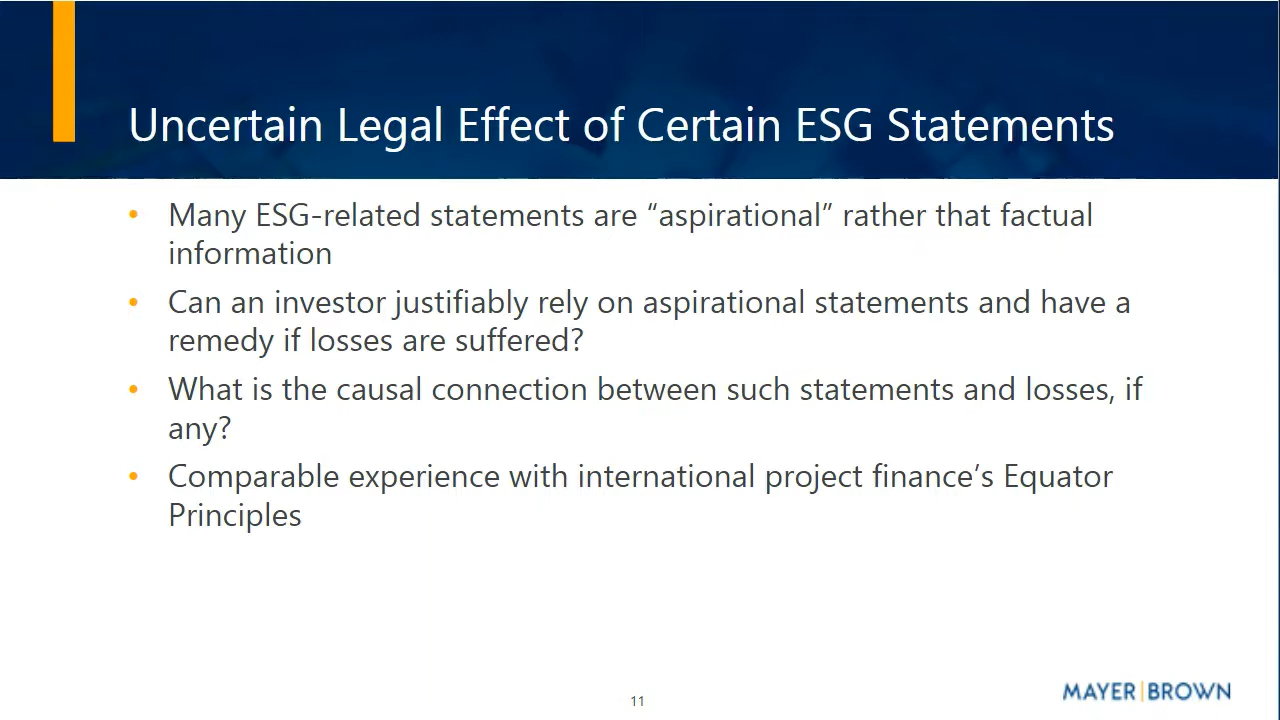 Uncertain Legal Effect of Certain ESG Statements
• Many ESG-related statements are “aspirational” rather that factual
information
• Can an investor justifiably rely on aspirational statements and have a
remedy if losses are suffered?
• What is the causal connection between such statements and losses, if
any?
• Comparable experience with international project finance’s Equator
Principles
11
MAYER|BROWN